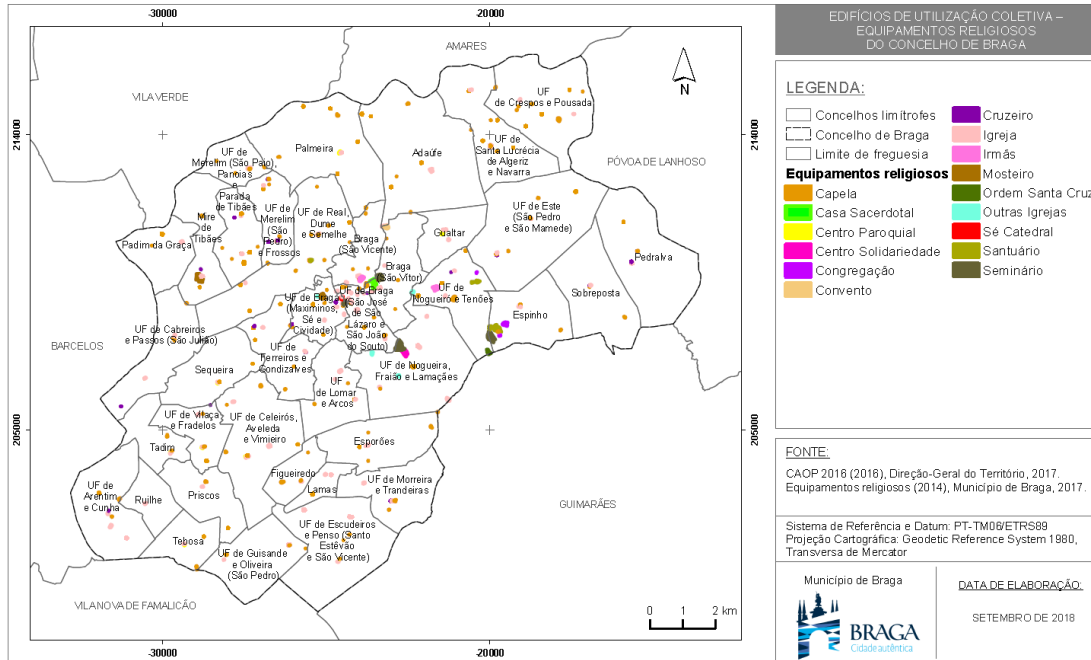 -30000
-20000
EDIFÍCIOS DE UTILIZAÇÃO COLETIVA –
EQUIPAMENTOS RELIGIOSOS
DO CONCELHO DE BRAGA
AMARES
VILA VERDE
N
PÓVOA DE LANHOSO
214000
214000
UF
de Crespos e Pousada
Palmeira
Adaúfe
UF de
Santa Lucrécia
de Algeriz
e Navarra
UF de
Merelim (São Paio),
Panoias
e
Parada
de Tibães
Mire
de
Tibães
UF de
Merelim
(São
Pedro)
e Frossos
UF de Real,
Dume
e Semelhe
UF de Este
(São Pedro
e São Mamede)
Padim da Graça
Braga
(São Vicente)
Gualtar
Pedralva
Braga
(São Vítor)
UF de
Nogueiró e Tenões
Sobreposta
UF de Braga
(Maximinos,
Sé e
Cividade)
UF de Braga
(São José
de São
Lázaro e
São João
do Souto)
Espinho
UF de Cabreiros
e Passos (São Julião)
BARCELOS
UF de
Ferreiros e
Gondizalves
Sequeira
UF de Nogueira,
Fraião e Lamaçães
UF
de Lomar
e Arcos
UF de Vilaça
e Fradelos
UF de Celeirós,
Aveleda
e Vimieiro
205000
205000
Tadim
Esporões
Figueiredo
Lamas
UF de Morreira
e Trandeiras
UF de
Arentim
e Cunha
Ruilhe
Priscos
GUIMARÃES
Tebosa
UF de Escudeiros
e Penso (Santo
Estêvão
e São Vicente)
UF de Guisande
e Oliveira
(São Pedro)
VILA NOVA DE FAMALICÃO
0 1 2 km
-30000
-20000
LEGENDA:
Concelhos limítrofes
Concelho de Braga
Limite de freguesia
Equipamentos religiosos
Capela
Casa Sacerdotal
Centro Paroquial
Centro Solidariedade
Congregação
Convento
Cruzeiro
Igreja
Irmãs
Mosteiro
Ordem Santa Cruz
Outras Igrejas
Sé Catedral
Santuário
Seminário
FONTE:
CAOP 2016 (2016), Direção-Geral do Território, 2017.
Equipamentos religiosos (2014), Município de Braga, 2017.
Sistema de Referência e Datum: PT-TM06/ETRS89
Projeção Cartográfica: Geodetic Reference System 1980,
Transversa de Mercator
Município de Braga
BRAGA
Cidade autêntica
DATA DE ELABORAÇÃO:
SETEMBRO DE 2018